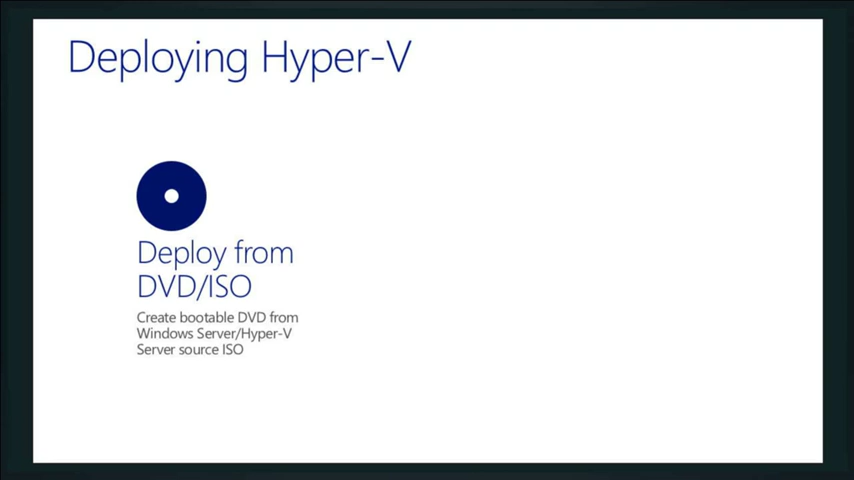 Deploying Hyper-V
Deploy from
DVD/ISO
Create bootable DVD from
Windows Server/Hyper-V
Server source ISO